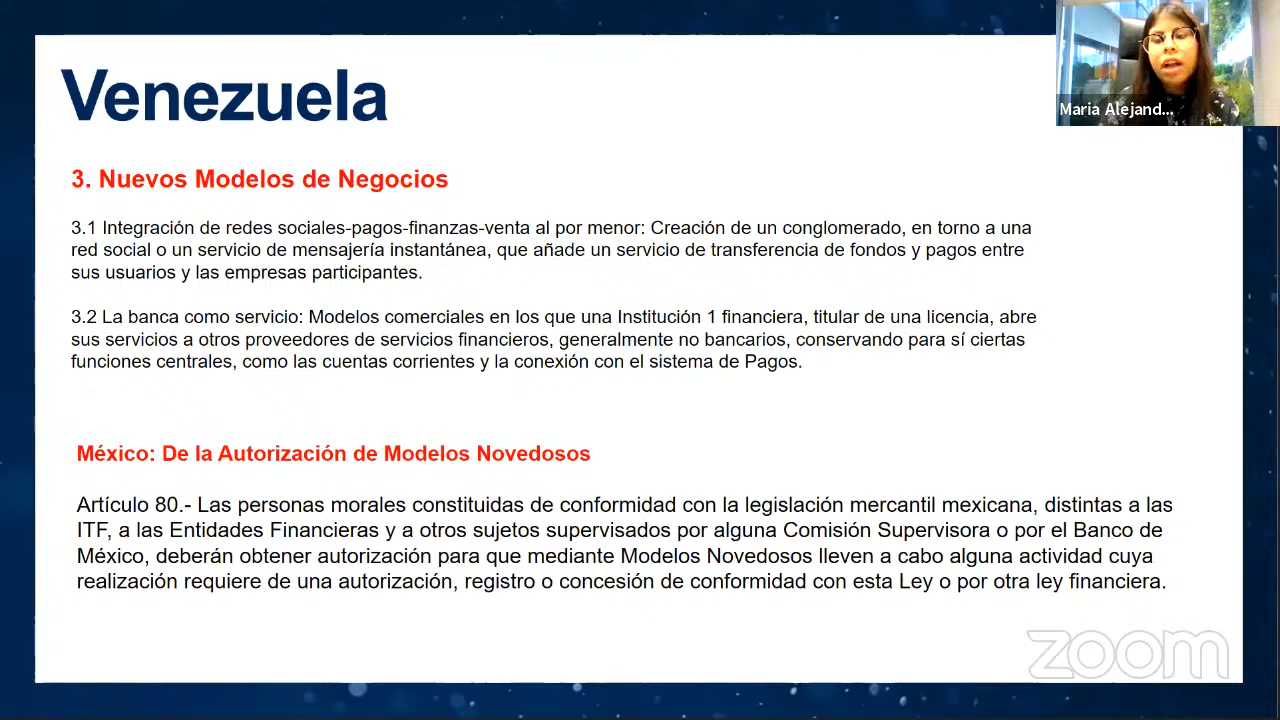 Venezuela
Maria Alejand...
3. Nuevos Modelos de Negocios
3.1 Integración de redes sociales-pagos-finanzas-venta al por menor: Creación de un conglomerado, en torno a una
red social o un servicio de mensajería instantánea, que añade un servicio de transferencia de fondos y pagos entre
sus usuarios y las empresas participantes.
3.2 La banca como servicio: Modelos comerciales en los que una Institución 1 financiera, titular de una licencia, abre
sus servicios a otros proveedores de servicios financieros, generalmente no bancarios, conservando para sí ciertas
funciones centrales, como las cuentas corrientes y la conexión con el sistema de Pagos.
México: De la Autorización de Modelos Novedosos
Artículo 80.- Las personas morales constituidas de conformidad con la legislación mercantil mexicana, distintas a las
ITF, a las Entidades Financieras y a otros sujetos supervisados por alguna Comisión Supervisora o por el Banco de
México, deberán obtener autorización para que mediante Modelos Novedosos lleven a cabo alguna actividad cuya
realización requiere de una autorización, registro o concesión de conformidad con esta Ley o por otra ley financiera.
zoom